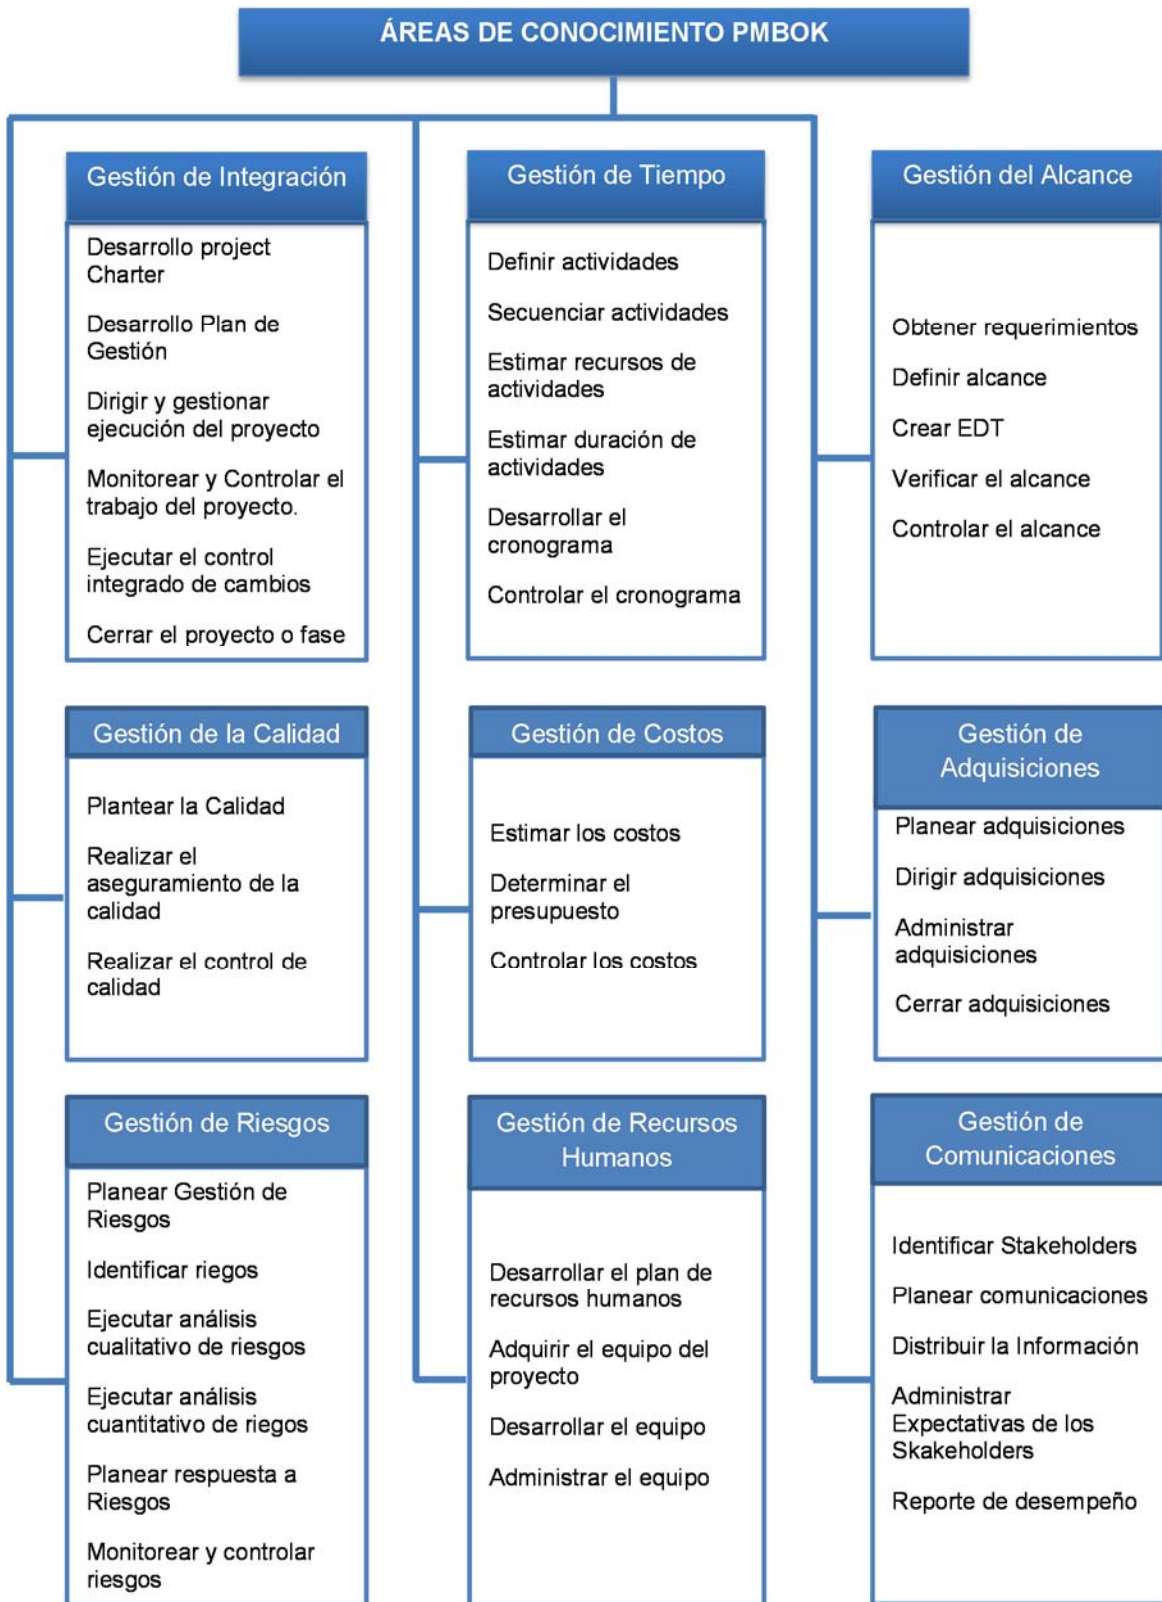 ÁREAS DE CONOCIMIENTO PMBOK
Gestión de Integración
Desarrollo project
Charter
Desarrollo Plan de
Gestión
Dirigir y gestionar
ejecución del proyecto
Monitorear y Controlar el
trabajo del proyecto.
Ejecutar el control
integrado de cambios
Cerrar el proyecto o fase
Gestión de Tiempo
Definir actividades
Secuenciar actividades
Estimar recursos de
actividades
Estimar duración de
actividades
Desarrollar el
cronograma
Controlar el cronograma
Gestión del Alcance
Obtener requerimientos
Definir alcance
Crear EDT
Verificar el alcance
Controlar el alcance
Gestión de la Calidad
Plantear la Calidad
Realizar el
aseguramiento de la
calidad
Realizar el control de
calidad
Gestión de Costos
Estimar los costos
Determinar el
presupuesto
Controlar los costos
Gestión de
Adquisiciones
Planear adquisiciones
Dirigir adquisiciones
Administrar
adquisiciones
Cerrar adquisiciones
Gestión de Riesgos
Planear Gestión de
Riesgos
Identificar riegos
Ejecutar análisis
cualitativo de riesgos
Ejecutar análisis
cuantitativo de riegos
Planear respuesta a
Riesgos
Monitorear y controlar
riesgos
Gestión de Recursos
Humanos
Desarrollar el plan de
recursos humanos
Adquirir el equipo del
proyecto
Desarrollar el equipo
Administrar el equipo
Gestión de
Comunicaciones
Identificar Stakeholders
Planear comunicaciones
Distribuir la Información
Administrar
Expectativas de los
Skakeholders
Reporte de desempeño